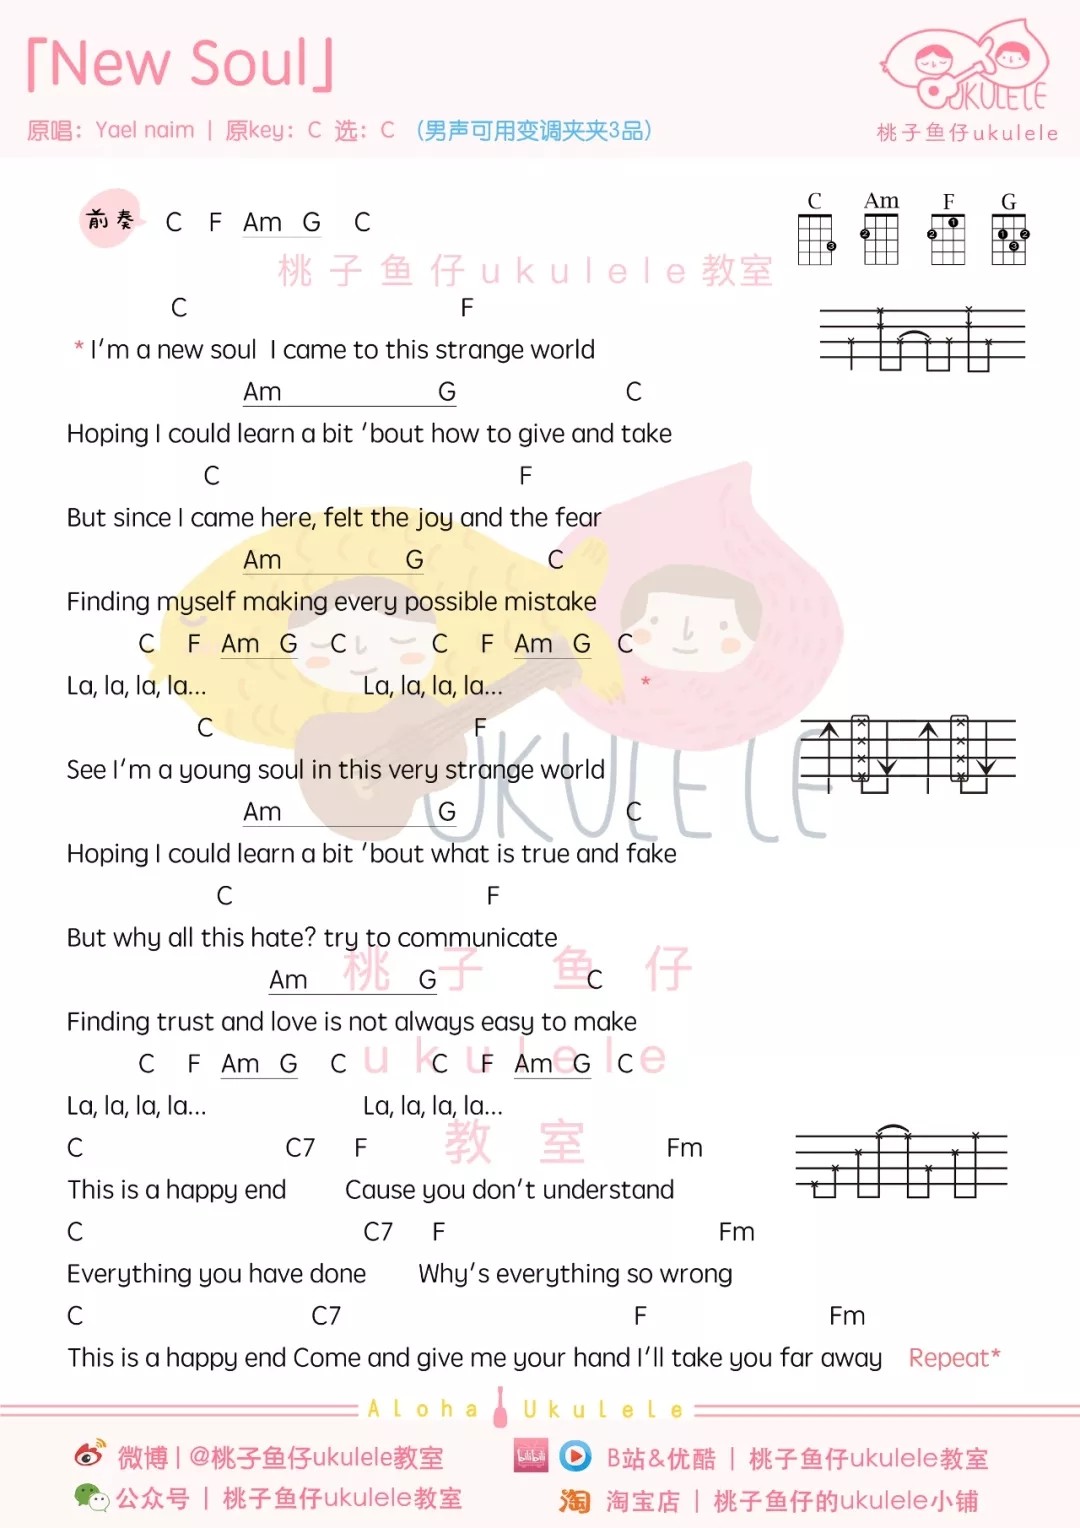 「New Soul」
原唱：Yael naim | 原key：C 选：C （男声可用变调夹夹3品）
UKULELE
桃子鱼仔ukulele
前奏 C F Am G C
C Am F G
桃子鱼仔ukulele教室
C F
* I'm a new soul I came to this strange world
Am G C
Hoping I could learn a bit 'bout how to give and take
C F
But since I came here, felt the joy and the fear
Am G C
Finding myself making every possible mistake
C F Am G C C F Am G C
La, la, la, la... La, la, la, la... *
C F
See I'm a young soul in this very strange world
UKULELE
Am G C
Hoping I could learn a bit 'bout what is true and fake
C F
But why all this hate? try to communicate
桃子鱼仔
Am G C
Finding trust and love is not always easy to make
ukulele
C F Am G C C F Am G C
La, la, la, la... La, la, la, la...
教室
C C7 F Fm
This is a happy end Cause you don't understand
C C7 F Fm
Everything you have done Why's everything so wrong
C C7 F Fm
This is a happy end Come and give me your hand I'll take you far away Repeat*
Aloha Ukulele
微博 | @桃子鱼仔ukulele教室
bilibili B站&优酷 | 桃子鱼仔ukulele教室
公众号 | 桃子鱼仔ukulele教室
淘 淘宝店 | 桃子鱼仔的ukulele小铺